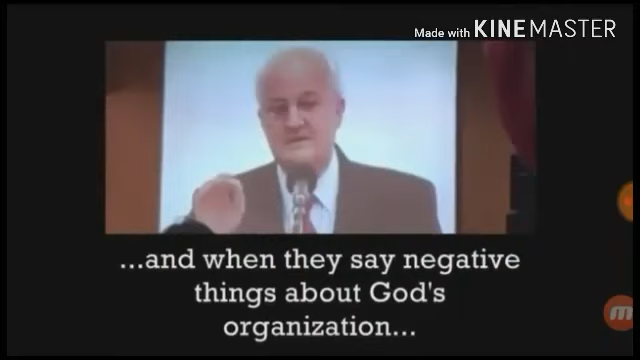 Made with KINEMASTER
...and when they say negative
things about God's
organization...